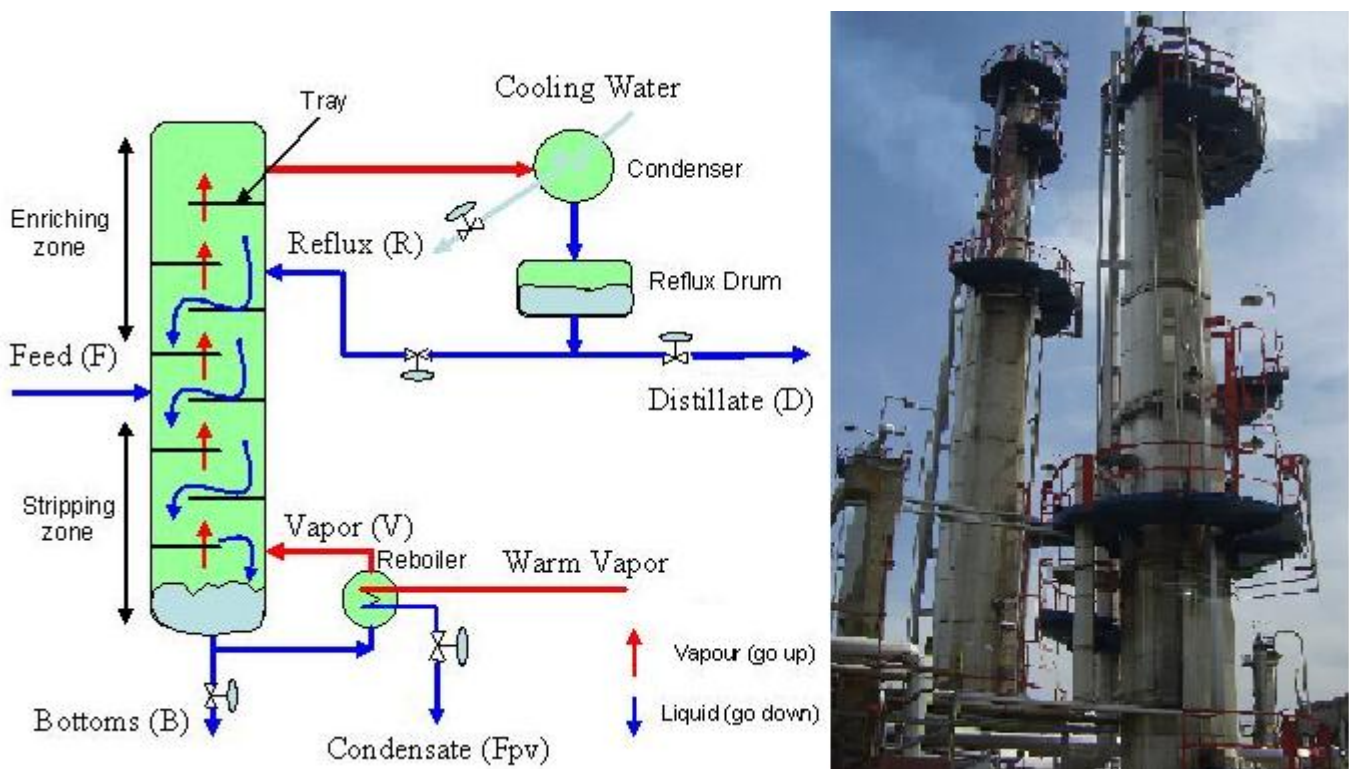 Cooling Water
Tray
Condenser
Enriching
zone
Reflux (R)
Reflux Drum
Feed (F)
Distillate (D)
Stripping
zone
Vapor (V)
Reboiler
Warm Vapor
Vapour (go up)
Liquid (go down)
Bottoms (B)
Condensate (Fpv)